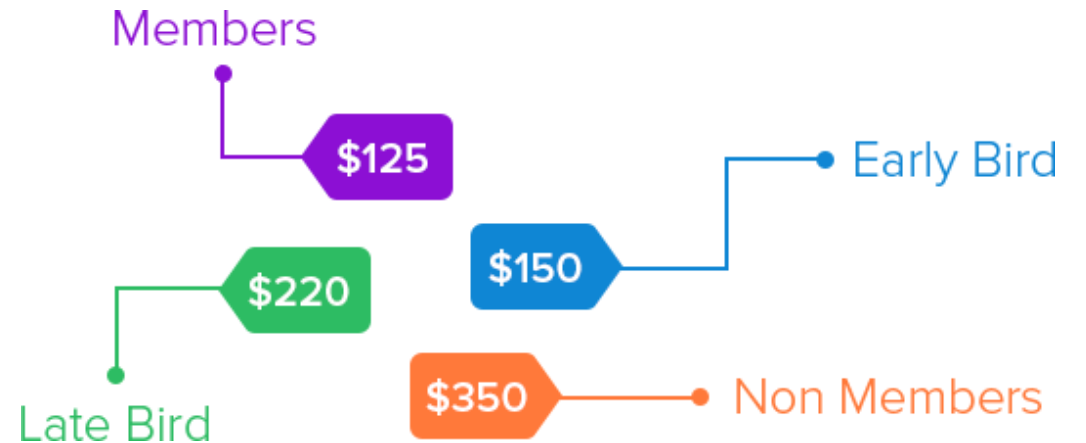 Members
$125
Early Bird
$150
$220
Late Bird
$350
Non Members